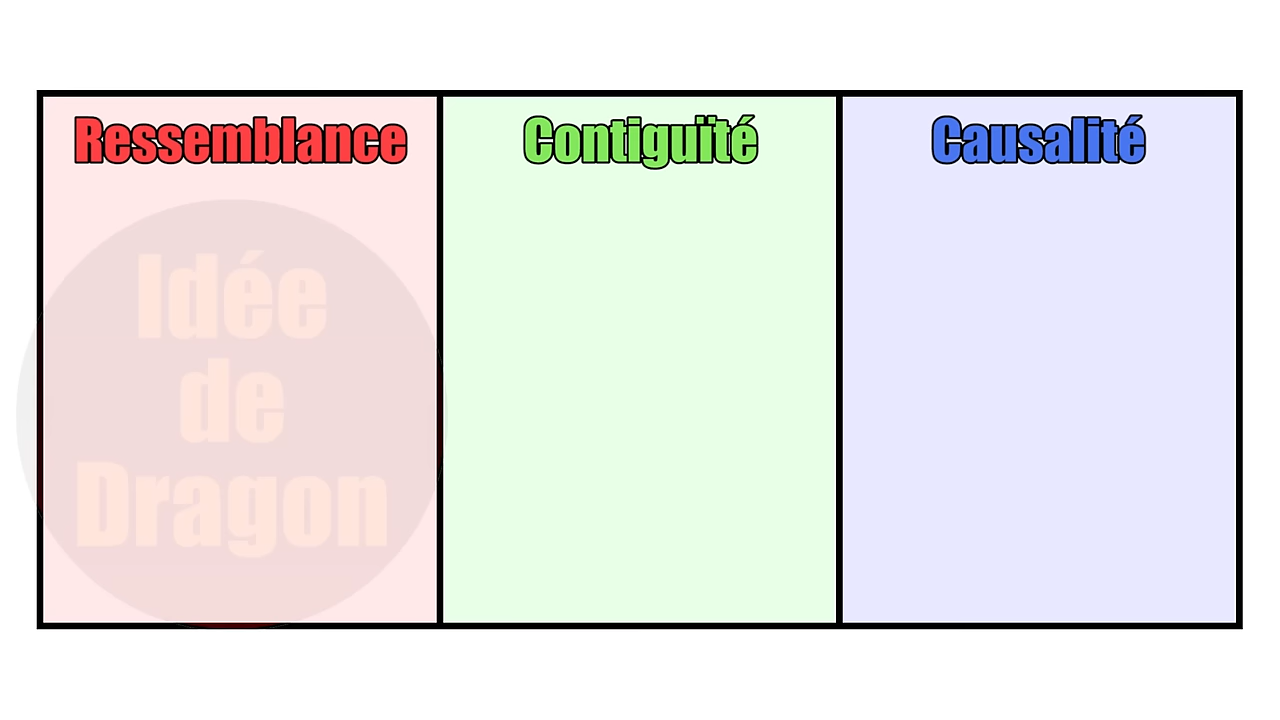 Ressemblance
Contiguïté
Causalité
Idée
de
Dragon